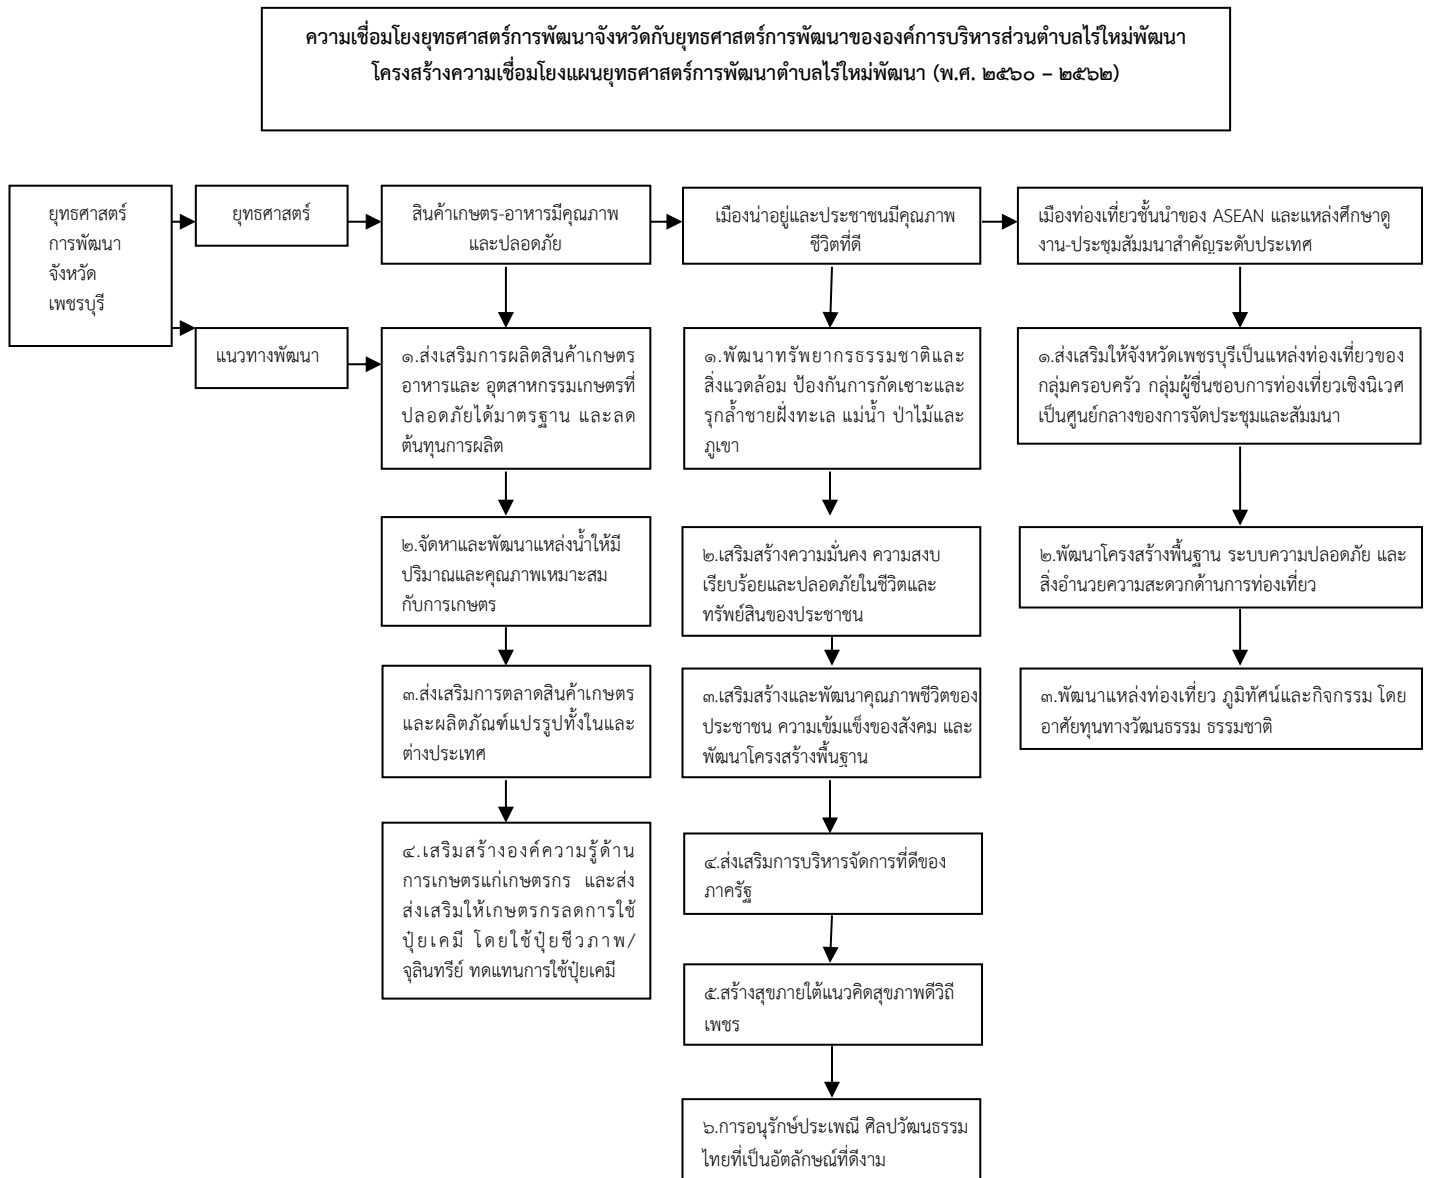 ความเชื่อมโยงยุทธศาสตร์การพัฒนาจังหวัดกับยุทธศาสตร์การพัฒนาขององค์การบริหารส่วนตำบลไร่ใหม่พัฒนา
โครงสร้างความเชื่อมโยงแผนยุทธศาสตร์การพัฒนาตำบลไร่ใหม่พัฒนา (พ.ศ. ๒๕๖๐ – ๒๕๖๒)
ยุทธศาสตร์
การพัฒนา
จังหวัด
เพชรบุรี
ยุทธศาสตร์
สินค้าเกษตร-อาหารมีคุณภาพ
และปลอดภัย
เมืองน่าอยู่และประชาชนมีคุณภาพ
ชีวิตที่ดี
เมืองท่องเที่ยวชั้นนำของ ASEAN และแหล่งศึกษาดู
งาน-ประชุมสัมมนาสำคัญระดับประเทศ
แนวทางพัฒนา
๑.ส่งเสริมการผลิตสินค้าเกษตร
อาหารและ อุตสาหกรรมเกษตรที่
ปลอดภัยได้มาตรฐาน และลด
ต้นทุนการผลิต
๑.พัฒนาทรัพยากรธรรมชาติและ
สิ่งแวดล้อม ป้องกันการกัดเซาะและ
รุกล้ำชายฝั่งทะเล แม่น้ำ ป่าไม้และ
ภูเขา
๑.ส่งเสริมให้จังหวัดเพชรบุรีเป็นแหล่งท่องเที่ยวของ
กลุ่มครอบครัว กลุ่มผู้ชื่นชอบการท่องเที่ยวเชิงนิเวศ
เป็นศูนย์กลางของการจัดประชุมและสัมมนา
๒.จัดหาและพัฒนาแหล่งน้ำให้มี
ปริมาณและคุณภาพเหมาะสม
กับการเกษตร
๒.เสริมสร้างความมั่นคง ความสงบ
เรียบร้อยและปลอดภัยในชีวิตและ
ทรัพย์สินของประชาชน
๒.พัฒนาโครงสร้างพื้นฐาน ระบบความปลอดภัย และ
สิ่งอำนวยความสะดวกด้านการท่องเที่ยว
๓.ส่งเสริมการตลาดสินค้าเกษตร
และผลิตภัณฑ์แปรรูปทั้งในและ
ต่างประเทศ
๓.เสริมสร้างและพัฒนาคุณภาพชีวิตของ
ประชาชน ความเข้มแข็งของสังคม และ
พัฒนาโครงสร้างพื้นฐาน
๓.พัฒนาแหล่งท่องเที่ยว ภูมิทัศน์และกิจกรรม โดย
อาศัยทุนทางวัฒนธรรม ธรรมชาติ
๔.เสริมสร้างองค์ความรู้ด้าน
การเกษตรแก่เกษตรกร และส่ง
ส่งเสริมให้เกษตรกรลดการใช้
ปุ๋ยเคมี โดยใช้ปุ๋ยชีวภาพ/
จุลินทรีย์ ทดแทนการใช้ปุ๋ยเคมี
๔.ส่งเสริมการบริหารจัดการที่ดีของ
ภาครัฐ
๕.สร้างสุขภายใต้แนวคิดสุขภาพดีวิถี
เพชร
๖.การอนุรักษ์ประเพณี ศิลปวัฒนธรรม
ไทยที่เป็นอัตลักษณ์ที่ดีงาม